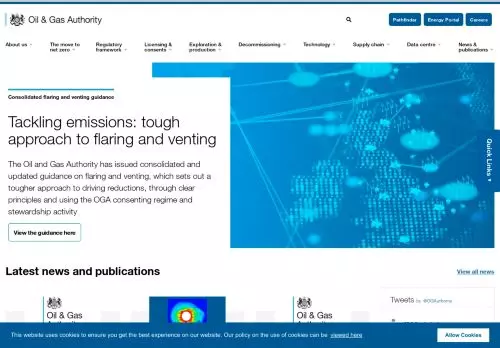 Oil & Gas Authority
Pathfinder
Energy Portal
Careers
About us
The move to
net zero
Regulatory
framework
Licensing &
consents
Exploration &
production
Decommissioning
Technology
Supply chain
Data centre
News &
publications
Consolidated flaring and venting guidance
Tackling emissions: tough
approach to flaring and venting
The Oil and Gas Authority has issued consolidated and
updated guidance on flaring and venting, which sets out a
tougher approach to driving reductions, through clear
principles and using the OGA consenting regime and
stewardship activity
View the guidance here
Quick Links
Latest news and publications
View all news
Oil & Gas
Authority
Oil & Gas
Authority
Tweets by @OGAuthority
This website uses cookies to ensure you get the best experience on our website. Our policy on the use of cookies can be viewed here
Allow Cookies